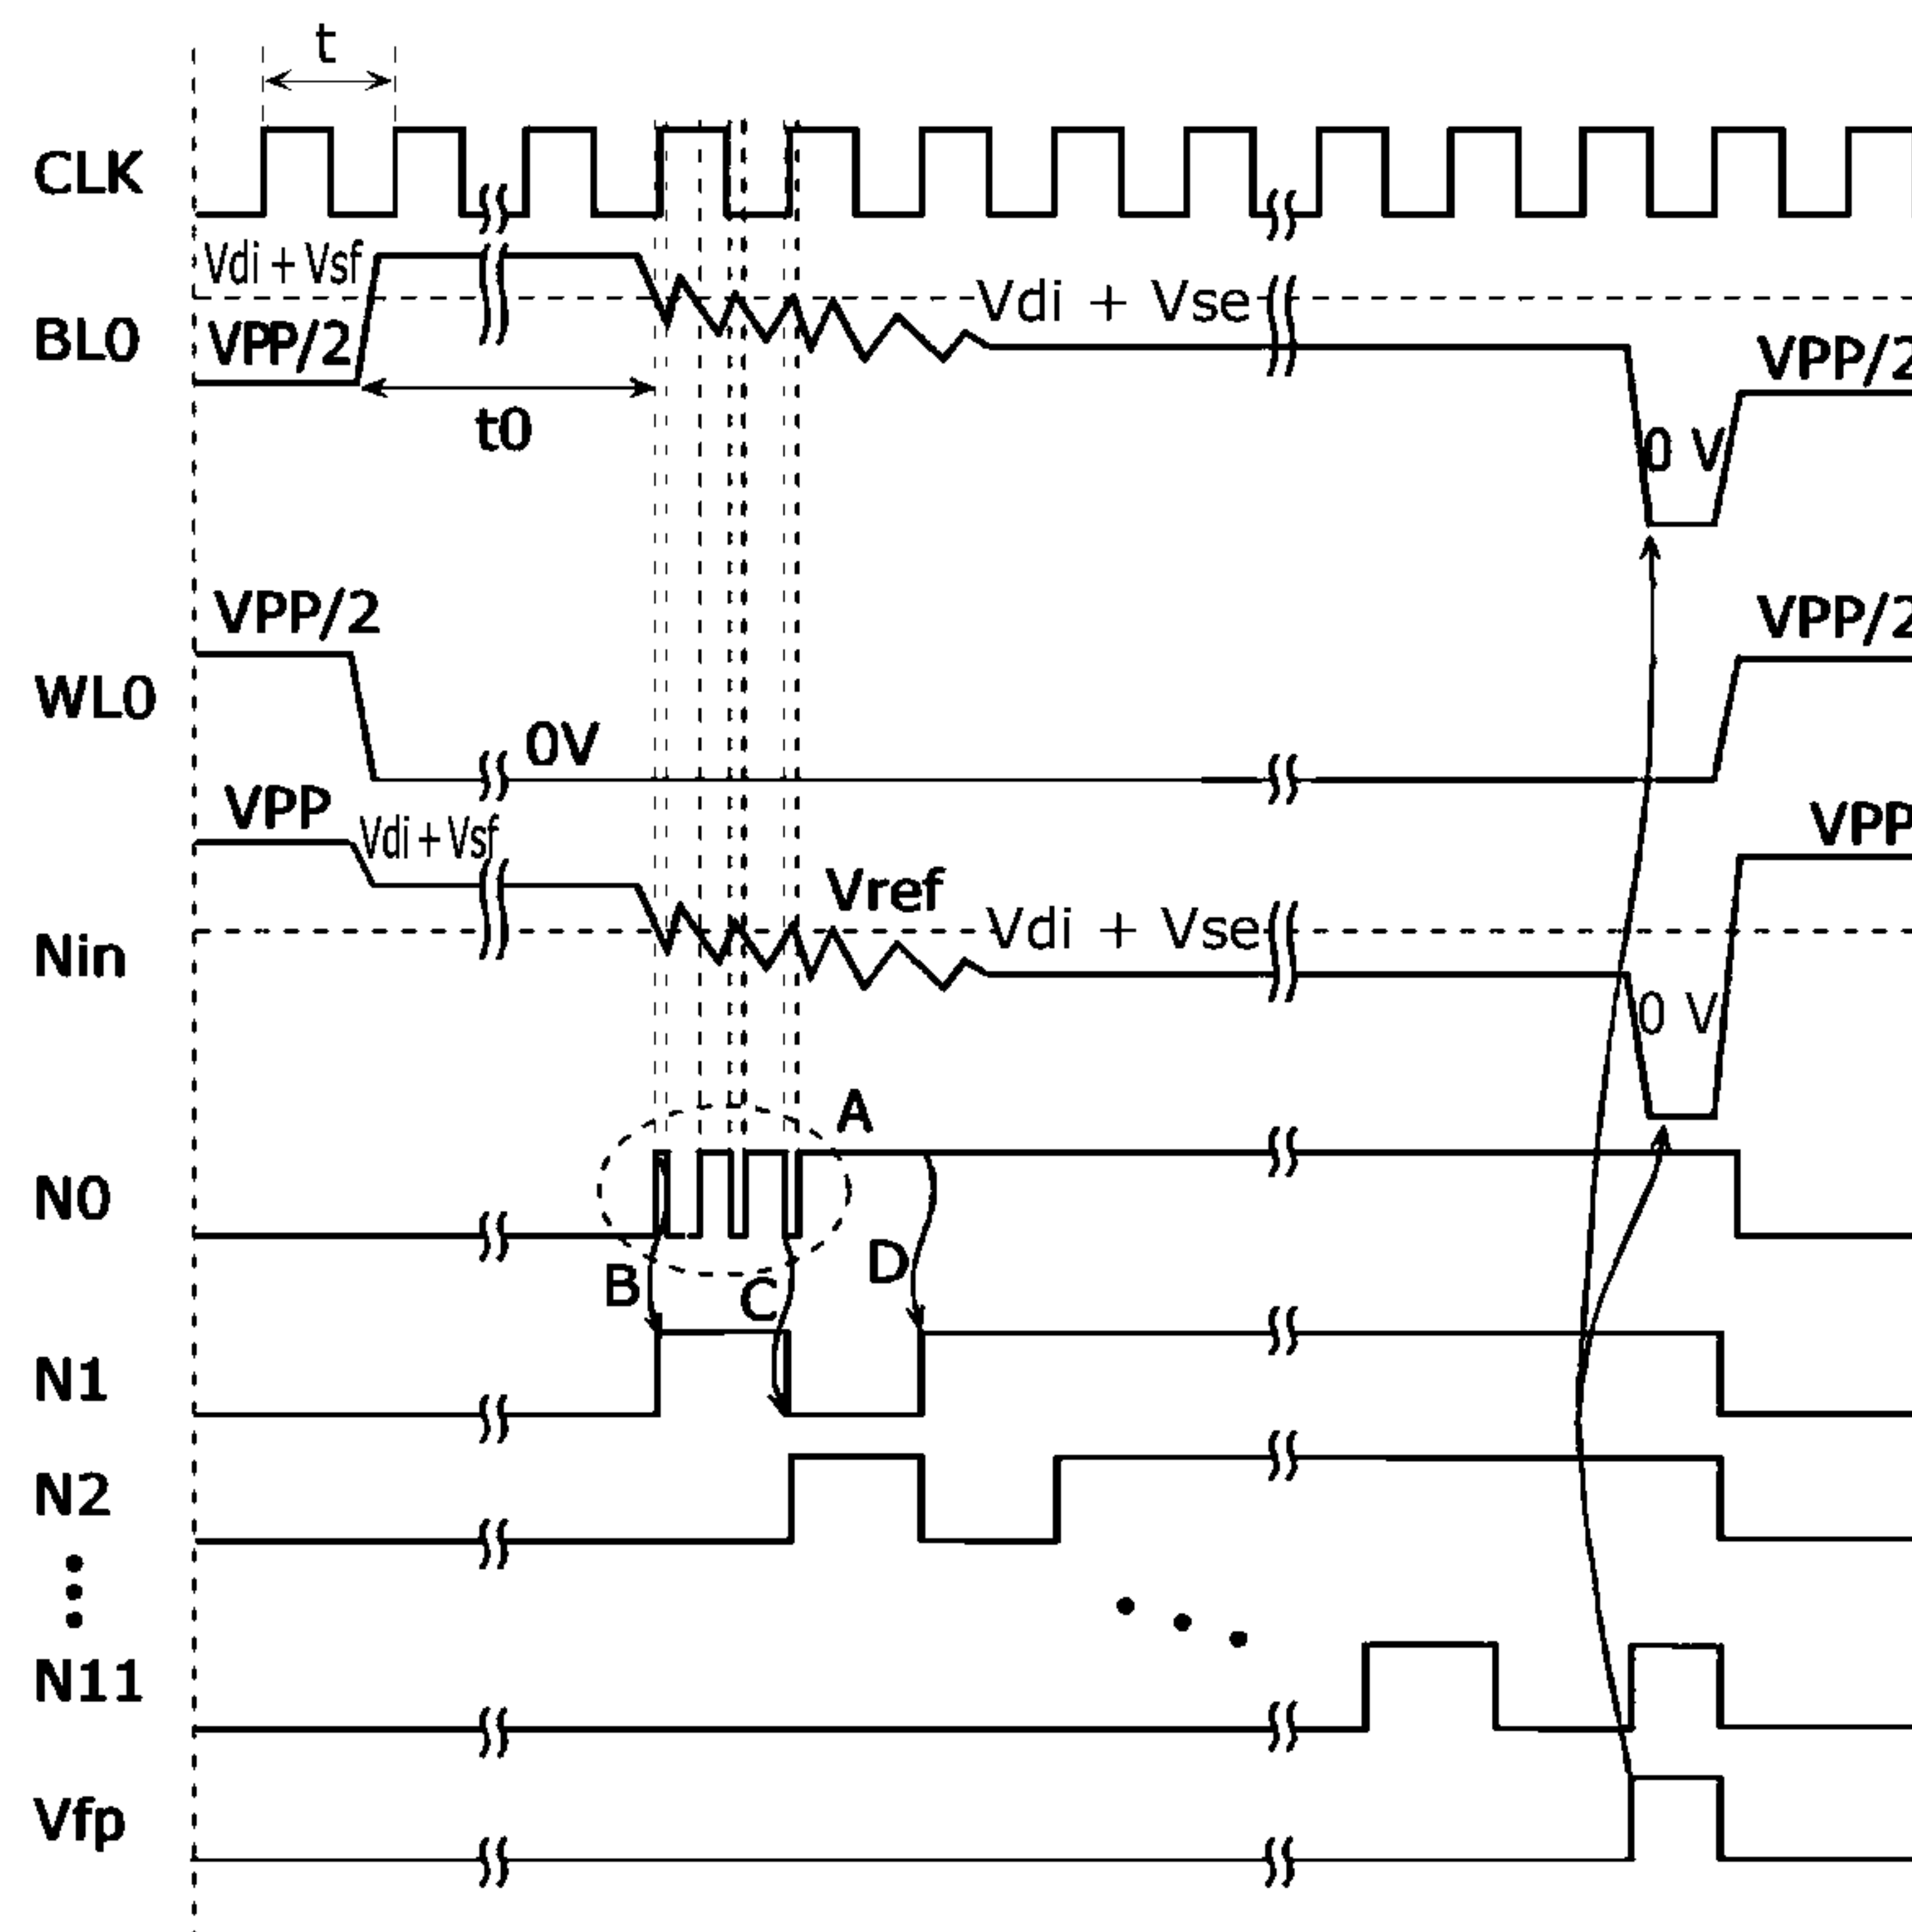 t
CLK
Vdi + Vsf
Vdi + Vse
BL0
VPP/2
VPP/2
t0
0 V
VPP/2
VPP/2
WL0
0V
VPP
Vdi + Vsf
VPP
Vref
Vdi + Vse
Nin
0 V
A
N0
B
C
D
N1
N2
N11
Vfp